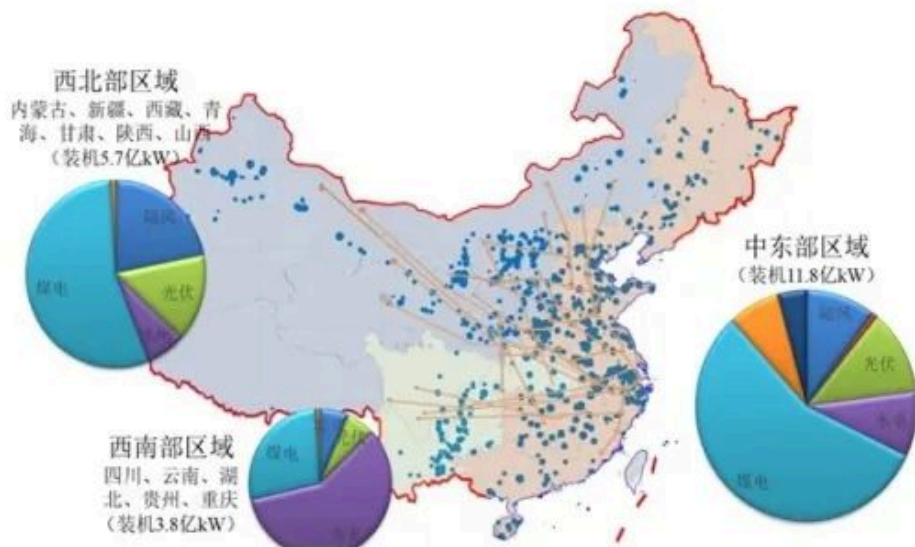 西北部区域
内蒙古、新疆、西藏、青
海、甘肃、陕西、山西
（装机5.7亿kW）
陆风
煤电
光伏
中东部区域
（装机11.8亿kW）
陆风
光伏
水电
煤电
西南部区域
四川、云南、湖
北、贵州、重庆
（装机3.8亿kW）
煤电
光伏
水电